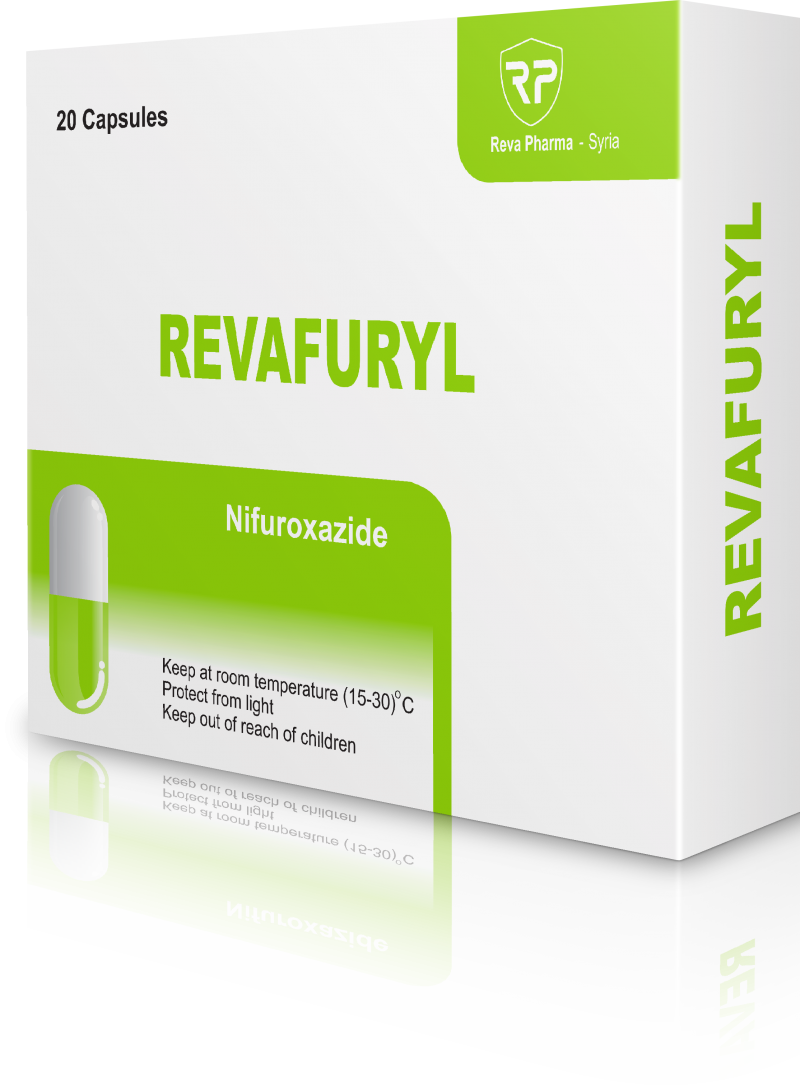 20 Capsules
RP
Reva Pharma - Syria
REVAFURYL
Nifuroxazide
Keep at room temperature (15-30)°C
Protect from light
Keep out of reach of children
REVAFURYL